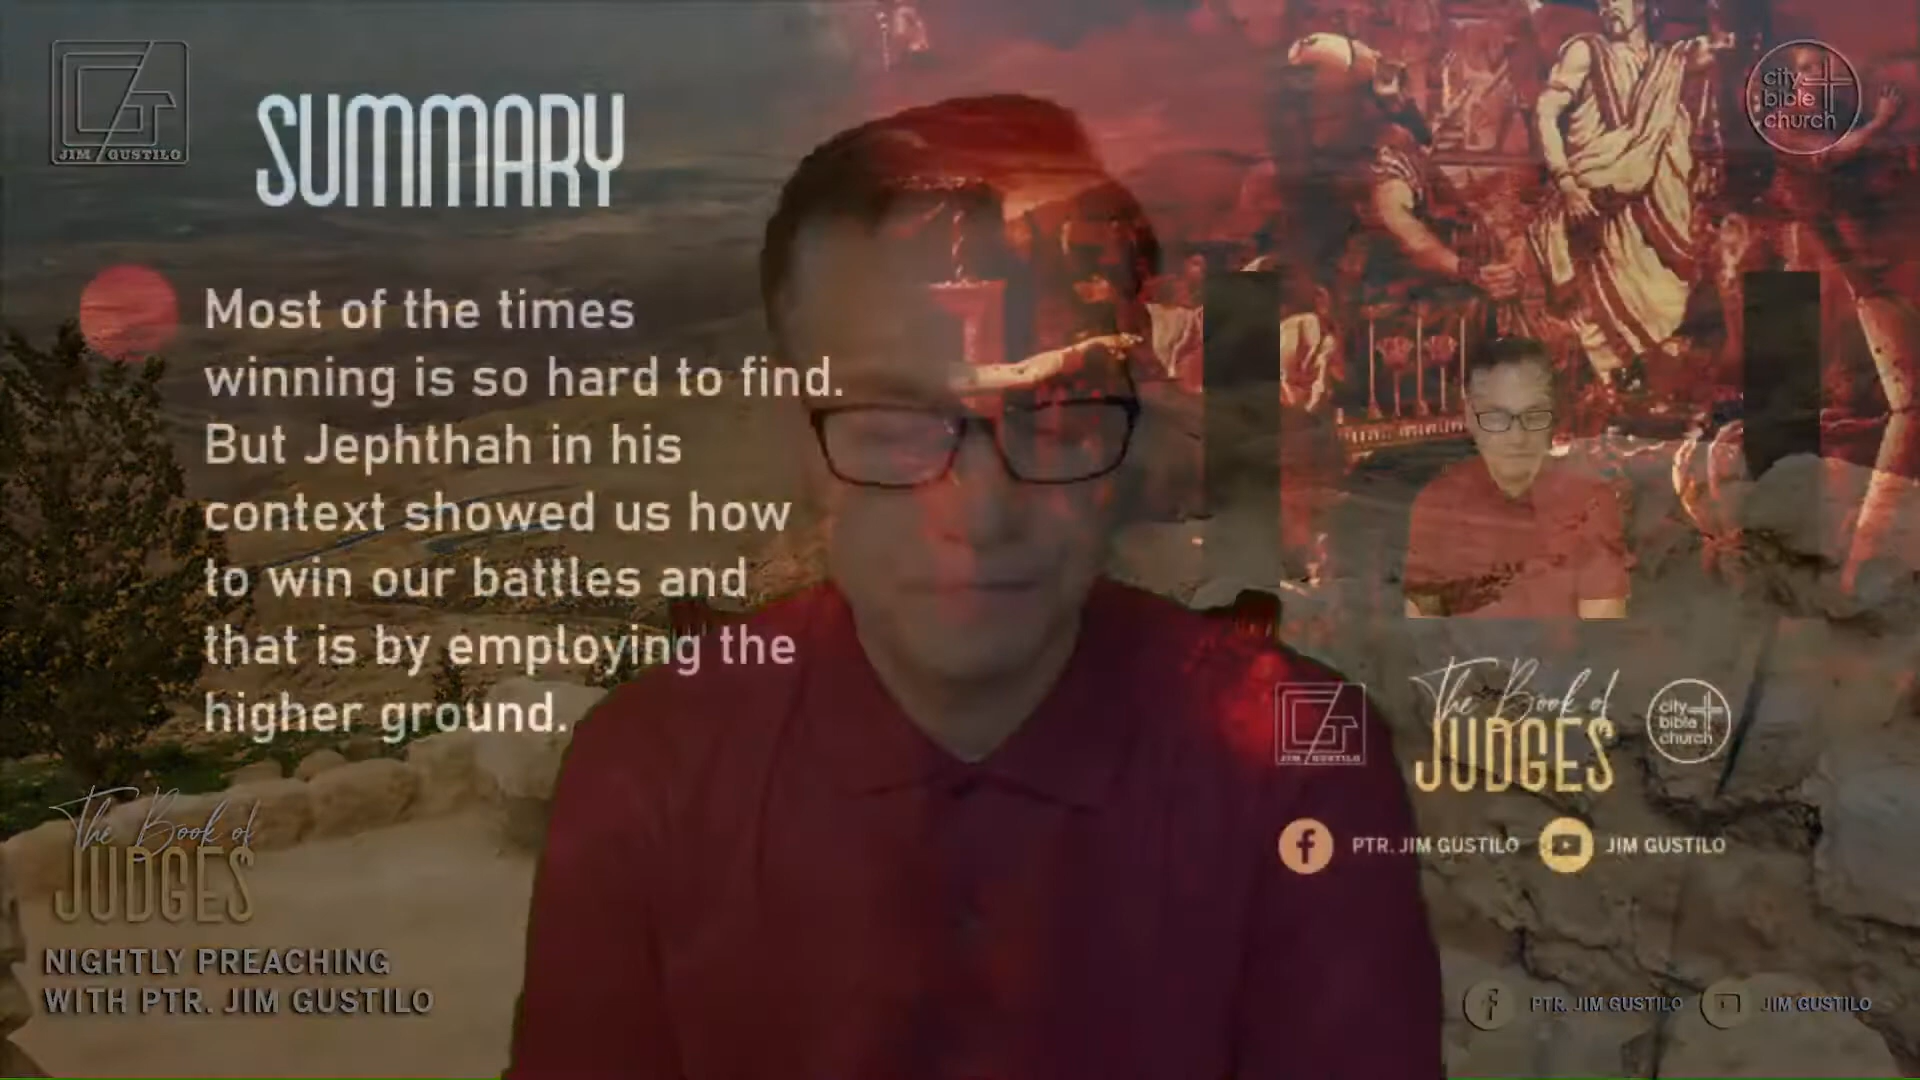 JIM GUSTILO
city
bible
church
SUMMARY
Most of the times
winning is so hard to find.
But Jephthah in his
context showed us how
to win our battles and
that is by employing the
higher ground.
JIM GUSTILO
The Book of
JUDGES
city
bible
church
PTR. JIM GUSTILO
JIM GUSTILO
The Book of
JUDGES
NIGHTLY PREACHING
WITH PTR. JIM GUSTILO
PTR. JIM GUSTILO
JIM GUSTILO